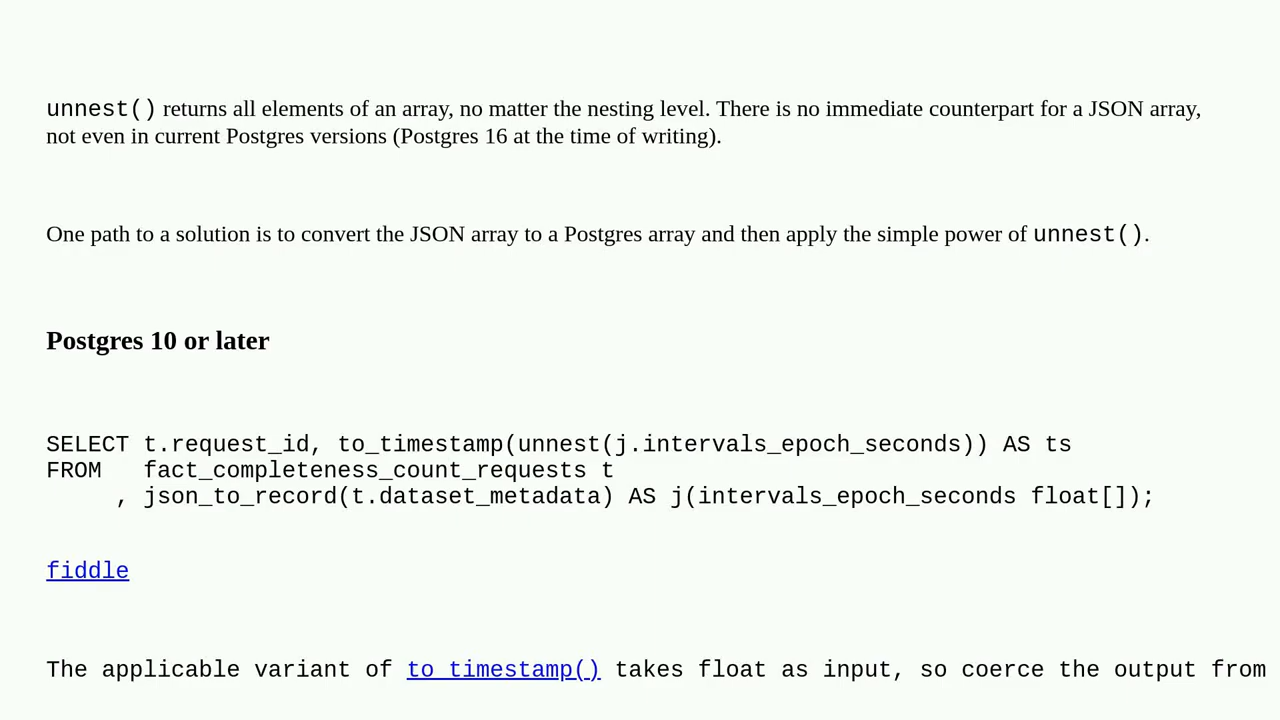 unnest() returns all elements of an array, no matter the nesting level. There is no immediate counterpart for a JSON array,
not even in current Postgres versions (Postgres 16 at the time of writing).
One path to a solution is to convert the JSON array to a Postgres array and then apply the simple power of unnest().
Postgres 10 or later
SELECT t.request_id, to_timestamp(unnest(j.intervals_epoch_seconds)) AS ts
FROM   fact_completeness_count_requests t
     , json_to_record(t.dataset_metadata) AS j(intervals_epoch_seconds float[]);
fiddle
The applicable variant of to_timestamp() takes float as input, so coerce the output from